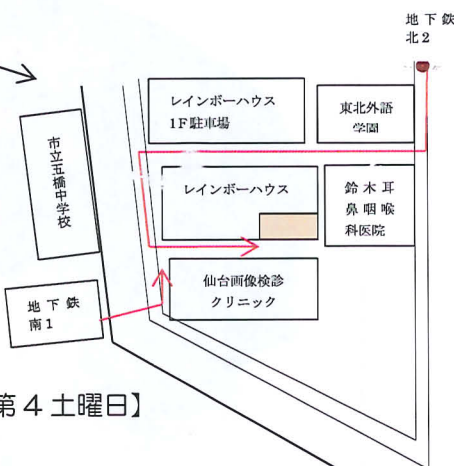 地下鉄
北2
レインボーハウス
1F駐車場
東北外語
学園
市立五橋中学校
レインボーハウス
鈴木耳
鼻咽喉
科医院
仙台画像検診
クリニック
地下鉄
南1
第4土曜日】